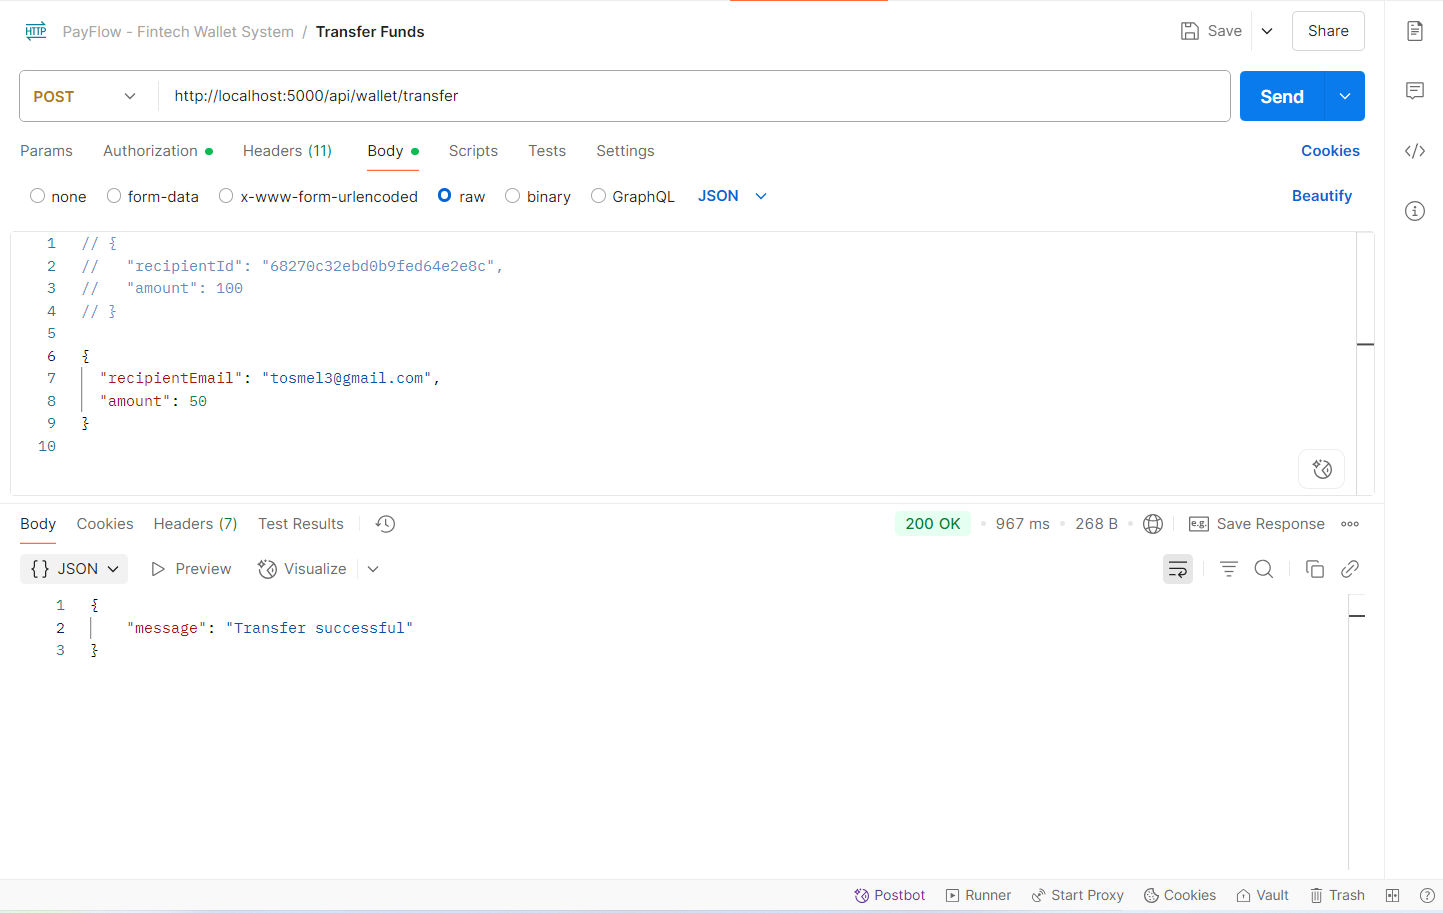 HTTP PayFlow - Fintech Wallet System / Transfer Funds Save Share
POST http://localhost:5000/api/wallet/transfer Send
Params Authorization Headers (11) Body Scripts Tests Settings Cookies
none form-data x-www-form-urlencoded raw binary GraphQL JSON Beautify
1 // {
2 //   "recipientId": "68270c32ebd0b9fed64e2e8c",
3 //   "amount": 100
4 // }
5
6 {
7   "recipientEmail": "tosmel3@gmail.com",
8   "amount": 50
9 }
10
Body Cookies Headers (7) Test Results 200 OK • 967 ms • 268 B • e.g. Save Response
{} JSON Preview Visualize
1 {
2     "message": "Transfer successful"
3 }
Postbot Runner Start Proxy Cookies Vault Trash